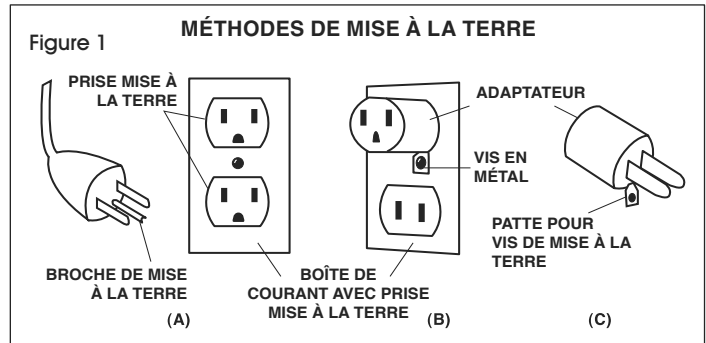 Figure 1
MÉTHODES DE MISE À LA TERRE
PRISE MISE À
LA TERRE
BROCHE DE MISE
À LA TERRE
(A)
BOÎTE DE
COURANT AVEC PRISE
MISE À LA TERRE
(B)
ADAPTATEUR
VIS EN
MÉTAL
PATTE POUR
VIS DE MISE À LA
TERRE
(C)